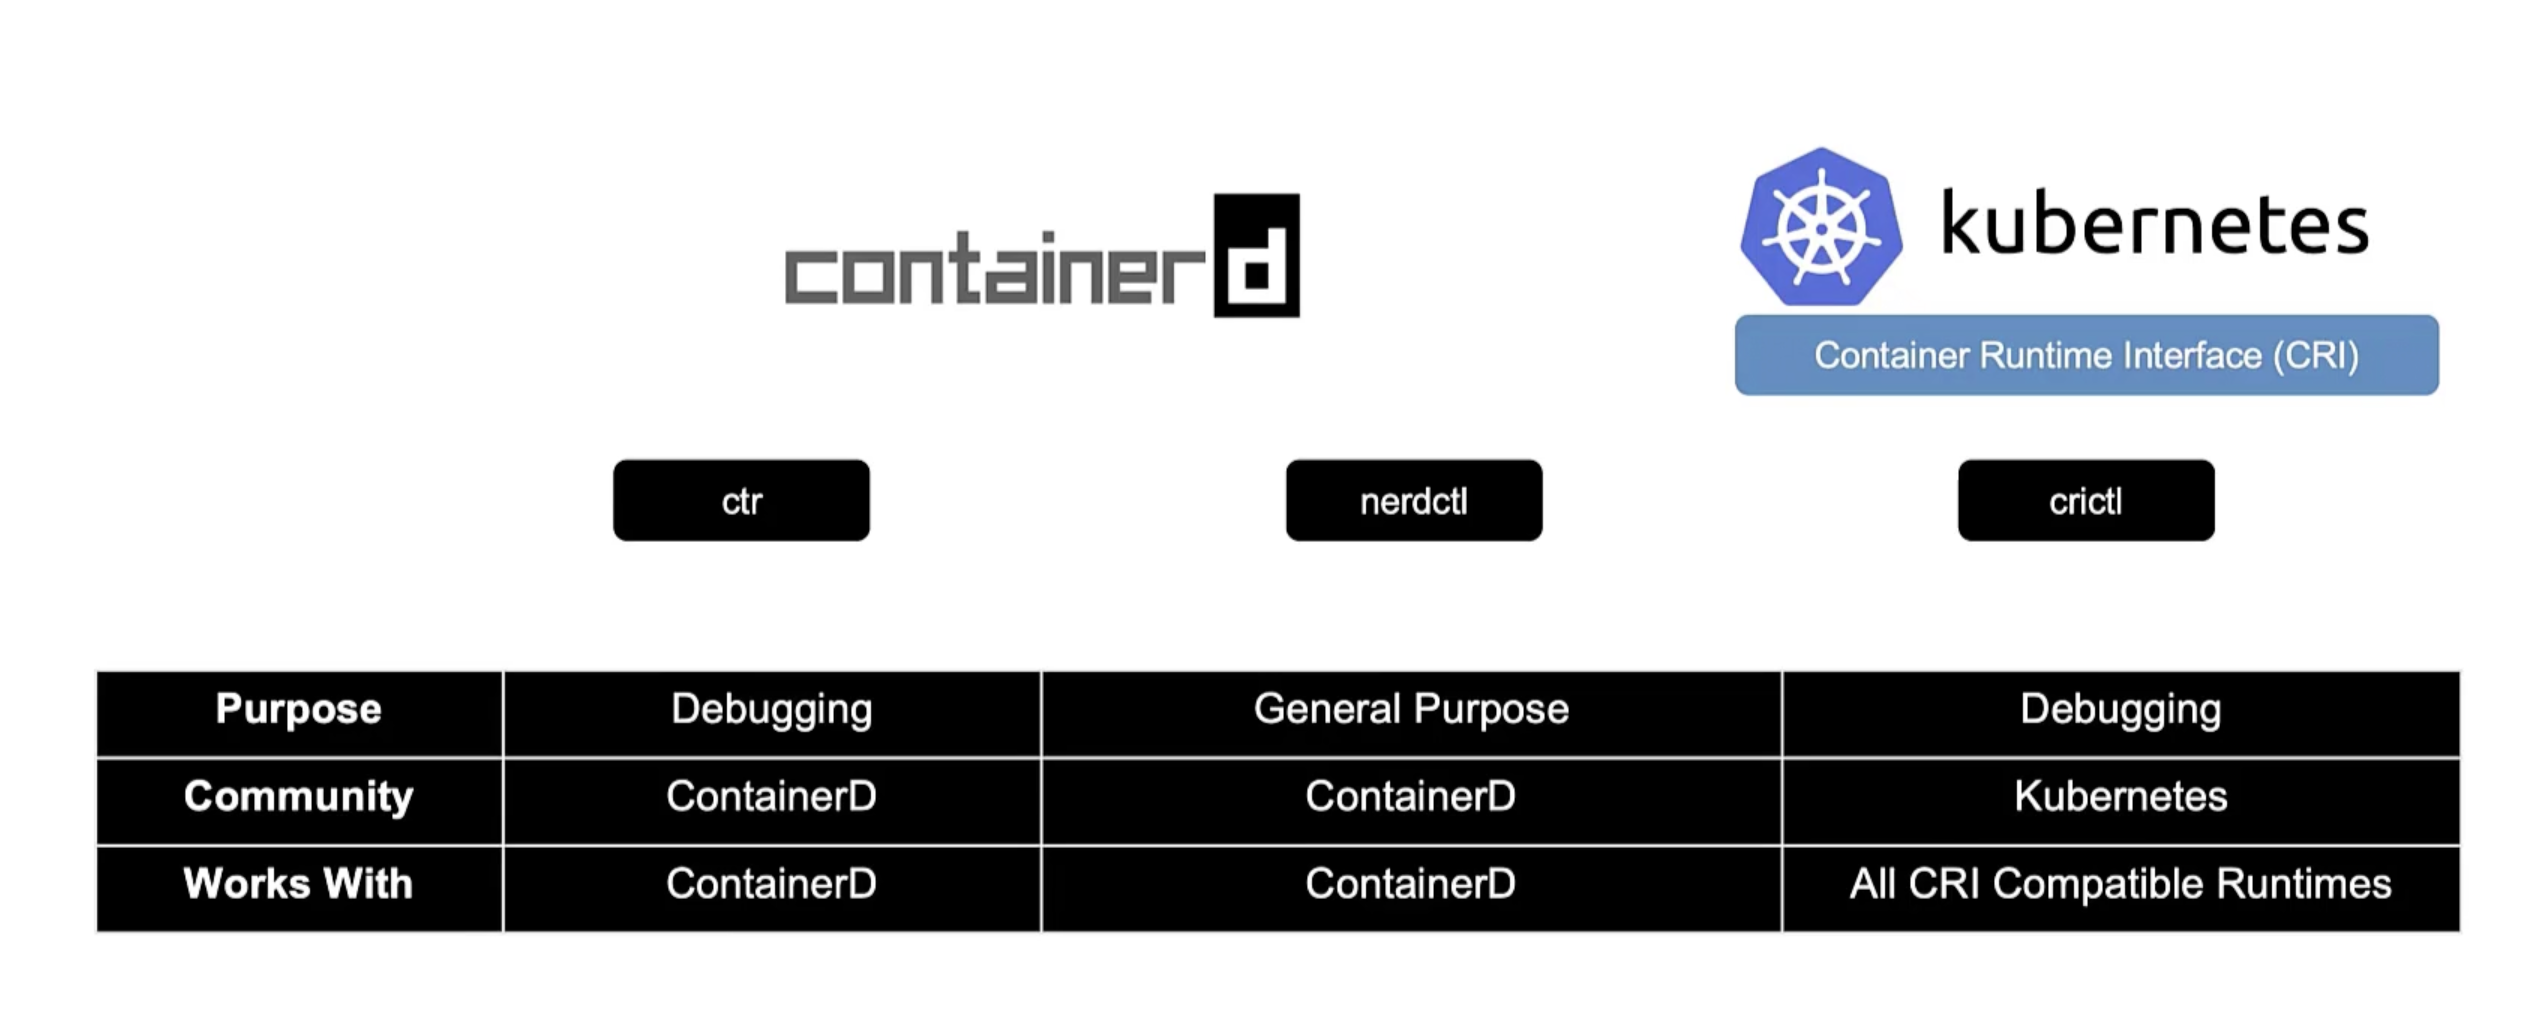 containerd
kubernetes
Container Runtime Interface (CRI)
ctr
nerdctl
crictl
Purpose Debugging General Purpose Debugging
Community ContainerD ContainerD Kubernetes
Works With ContainerD ContainerD All CRI Compatible Runtimes